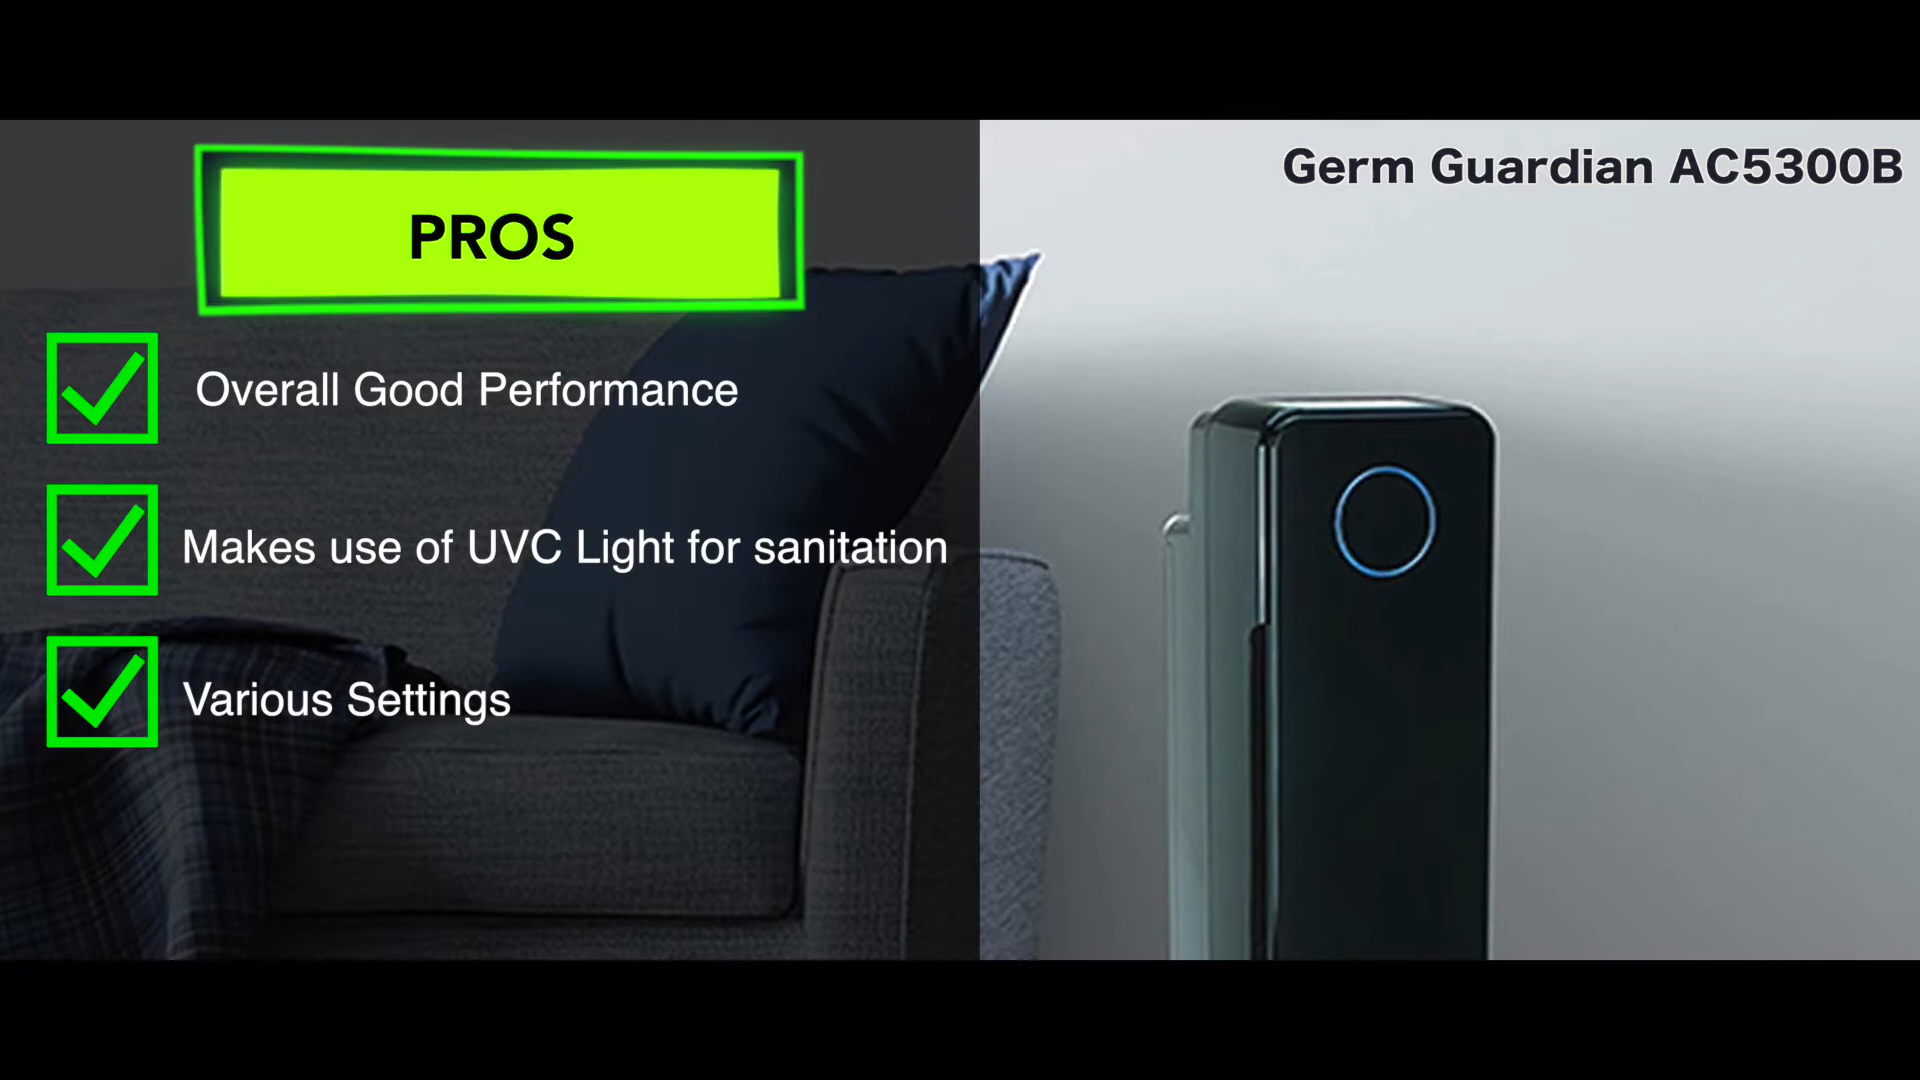 PROS
Germ Guardian AC5300B
Overall Good Performance
Makes use of UVC Light for sanitation
Various Settings